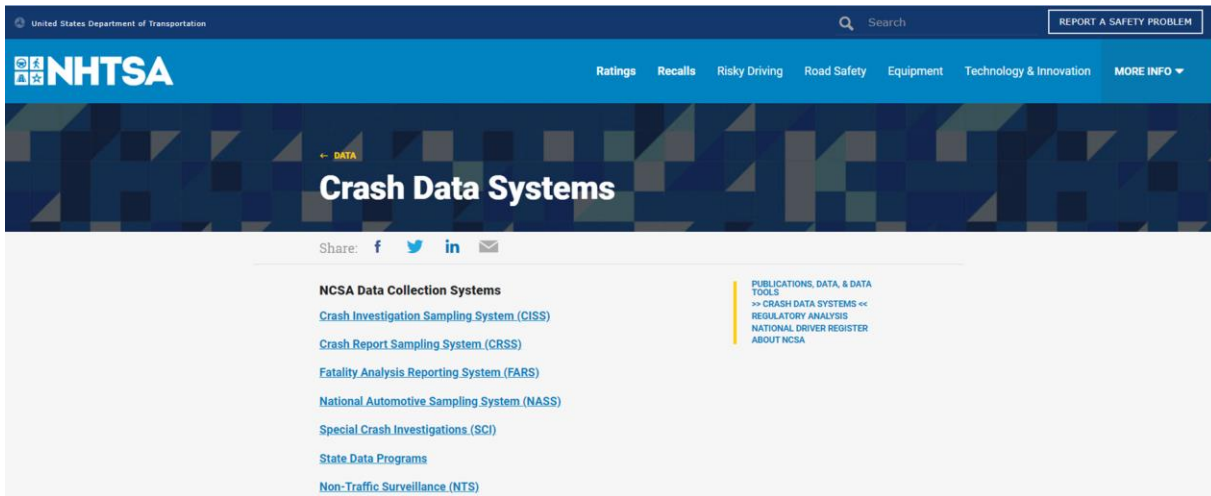 United States Department of Transportation
Search
REPORT A SAFETY PROBLEM
NHTSA
Ratings Recalls Risky Driving Road Safety Equipment Technology & Innovation MORE INFO
← DATA
Crash Data Systems
Share:
NCSA Data Collection Systems
Crash Investigation Sampling System (CISS)
Crash Report Sampling System (CRSS)
Fatality Analysis Reporting System (FARS)
National Automotive Sampling System (NASS)
Special Crash Investigations (SCI)
State Data Programs
Non-Traffic Surveillance (NTS)
PUBLICATIONS, DATA, & DATA
TOOLS
>> CRASH DATA SYSTEMS <<
REGULATORY ANALYSIS
NATIONAL DRIVER REGISTER
ABOUT NCSA